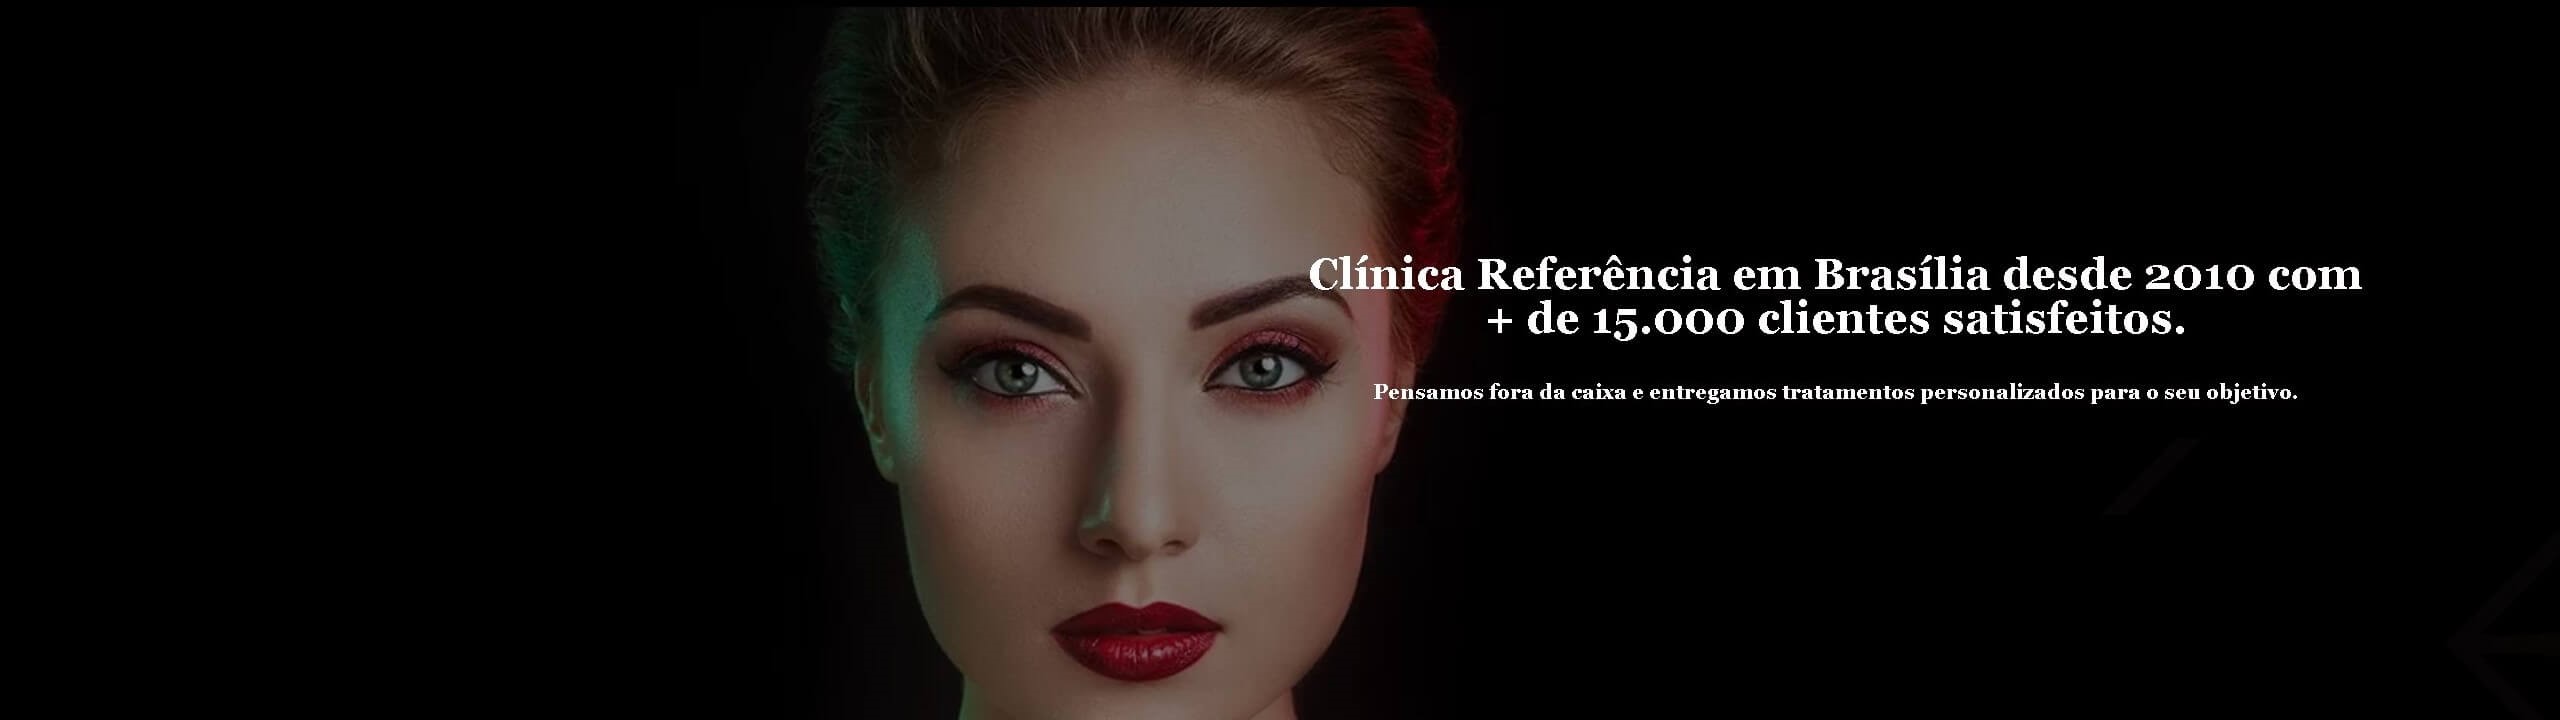 Clínica Referência em Brasília desde 2010 com
+ de 15.000 clientes satisfeitos.
Pensamos fora da caixa e entregamos tratamentos personalizados para o seu objetivo.